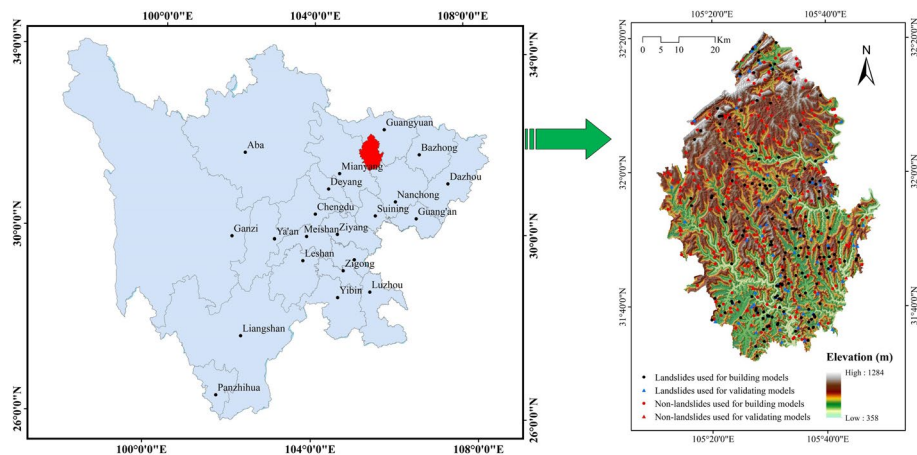 100°0'0"E 104°0'0"E 108°0'0"E
34°0'0"N
30°0'0"N
26°0'0"N
34°0'0"N
30°0'0"N
26°0'0"N
Guangyuan
Aba
Bazhong
Mianyang
Deyang
Dazhou
Nanchong
Chengdu
Suining
Guang'an
Ganzi
Ya'an
Meishan
Ziyang
Leshan
Zigong
Yibin
Luzhou
Liangshan
Panzhihua
100°0'0"E 104°0'0"E 108°0'0"E
105°20'0"E 105°40'0"E
32°20'0"N
32°0'0"N
31°40'0"N
32°20'0"N
32°0'0"N
31°40'0"N
Km
0 5 10 20
N
Elevation (m)
High : 1284
Low : 358
Landslides used for building models
Landslides used for validating models
Non-landslides used for building models
Non-landslides used for validating models
105°20'0"E 105°40'0"E